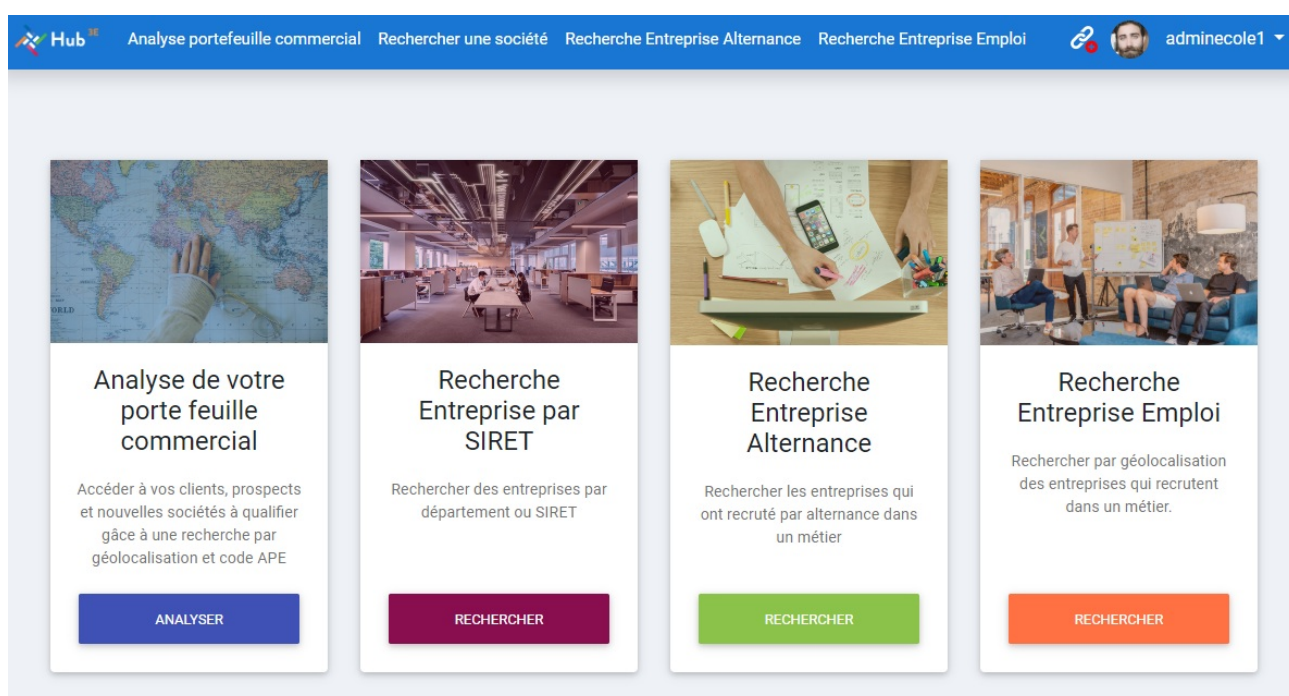 Hub3E
Analyse portefeuille commercial Rechercher une société Recherche Entreprise Alternance Recherche Entreprise Emploi
adminecole1
Analyse de votre
porte feuille
commercial
Accéder à vos clients, prospects
et nouvelles sociétés à qualifier
gâce à une recherche par
géolocalisation et code APE
ANALYSER
Recherche
Entreprise par
SIRET
Rechercher des entreprises par
département ou SIRET
RECHERCHER
Recherche
Entreprise
Alternance
Rechercher les entreprises qui
ont recruté par alternance dans
un métier
RECHERCHER
Recherche
Entreprise Emploi
Rechercher par géolocalisation
des entreprises qui recrutent
dans un métier.
RECHERCHER